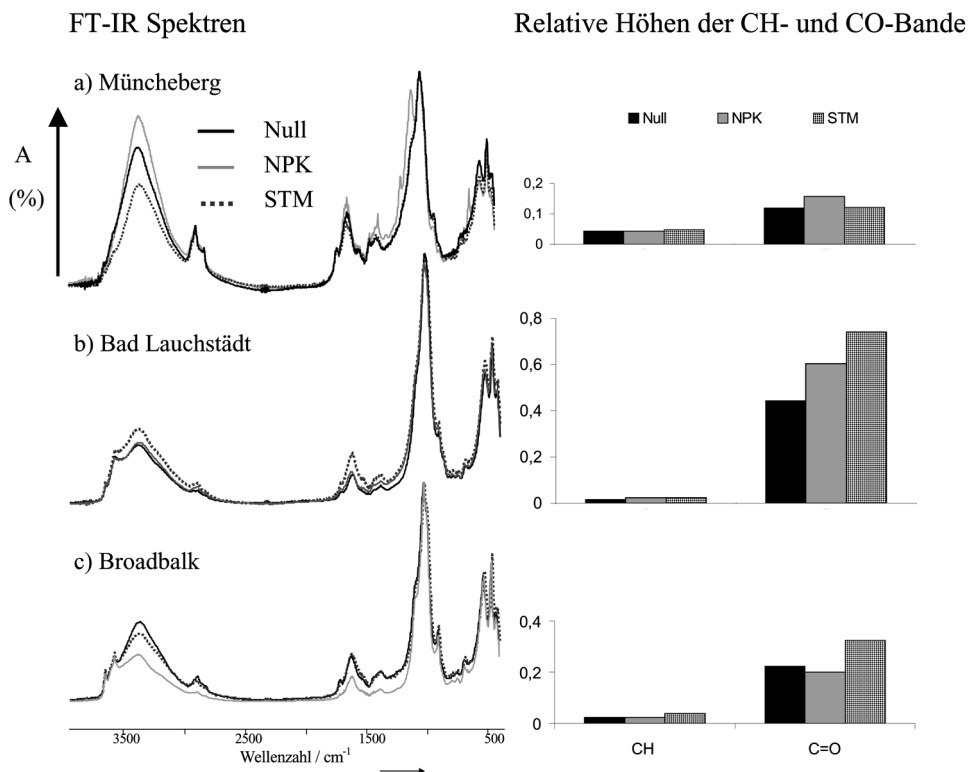 FT-IR Spektren
Relative Höhen der CH- und CO-Bande
a) Müncheberg
A
(%)
Null
NPK
STM
Null NPK STM
0,2
0,1
0
b) Bad Lauchstädt
0,8
0,6
0,4
0,2
0
c) Broadbalk
0,4
0,2
0
CH C=O
3500 2500 1500 500
Wellenzahl / cm⁻¹